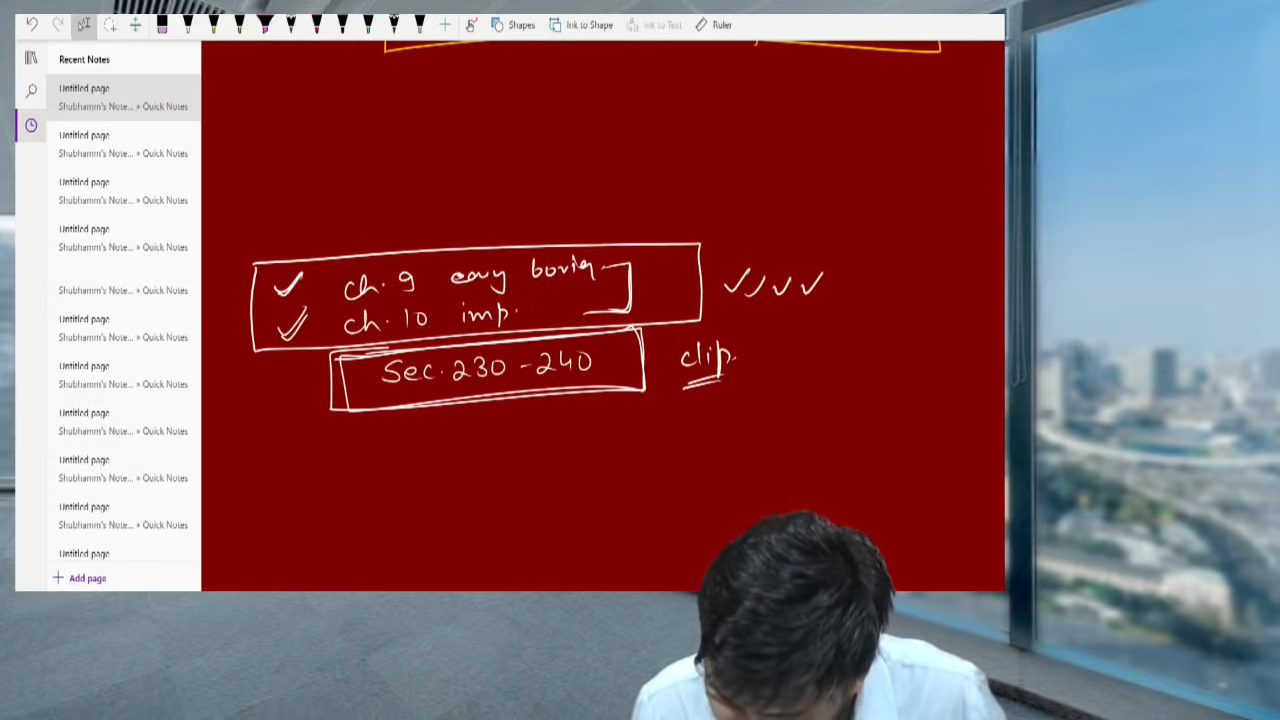 Shapes Ink to Shape Ink to Text Ruler
Recent Notes
Untitled page
Shubhamm's Note... » Quick Notes
Untitled page
Shubhamm's Note... » Quick Notes
Untitled page
Shubhamm's Note... » Quick Notes
Untitled page
Shubhamm's Note... » Quick Notes
Shubhamm's Note... » Quick Notes
Untitled page
Shubhamm's Note... » Quick Notes
Untitled page
Shubhamm's Note... » Quick Notes
Untitled page
Shubhamm's Note... » Quick Notes
Untitled page
Shubhamm's Note... » Quick Notes
Untitled page
Shubhamm's Note... » Quick Notes
Untitled page
Add page
ch. 9 easy
ch. 10 imp.
Sec. 230 - 240 clip.